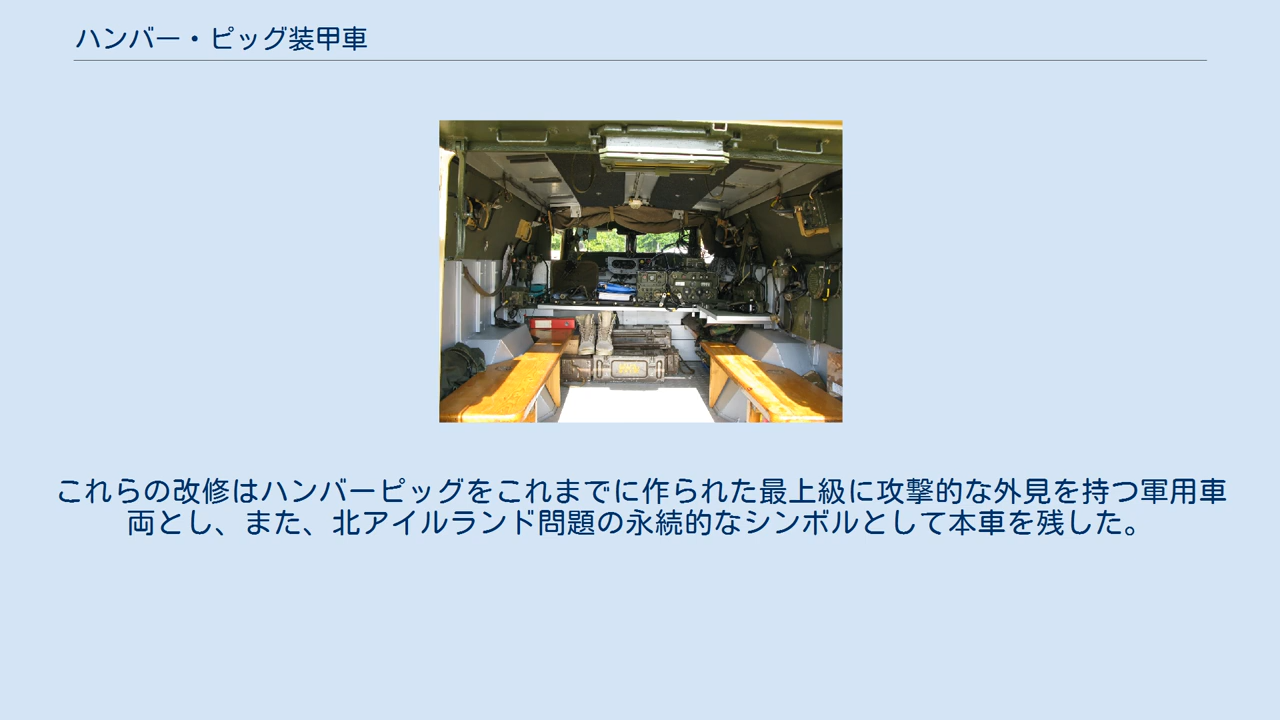 ハンバー・ピッグ装甲車
これらの改修はハンバーピッグをこれまでに作られた最上級に攻撃的な外見を持つ軍用車
両とし、また、北アイルランド問題の永続的なシンボルとして本車を残した。